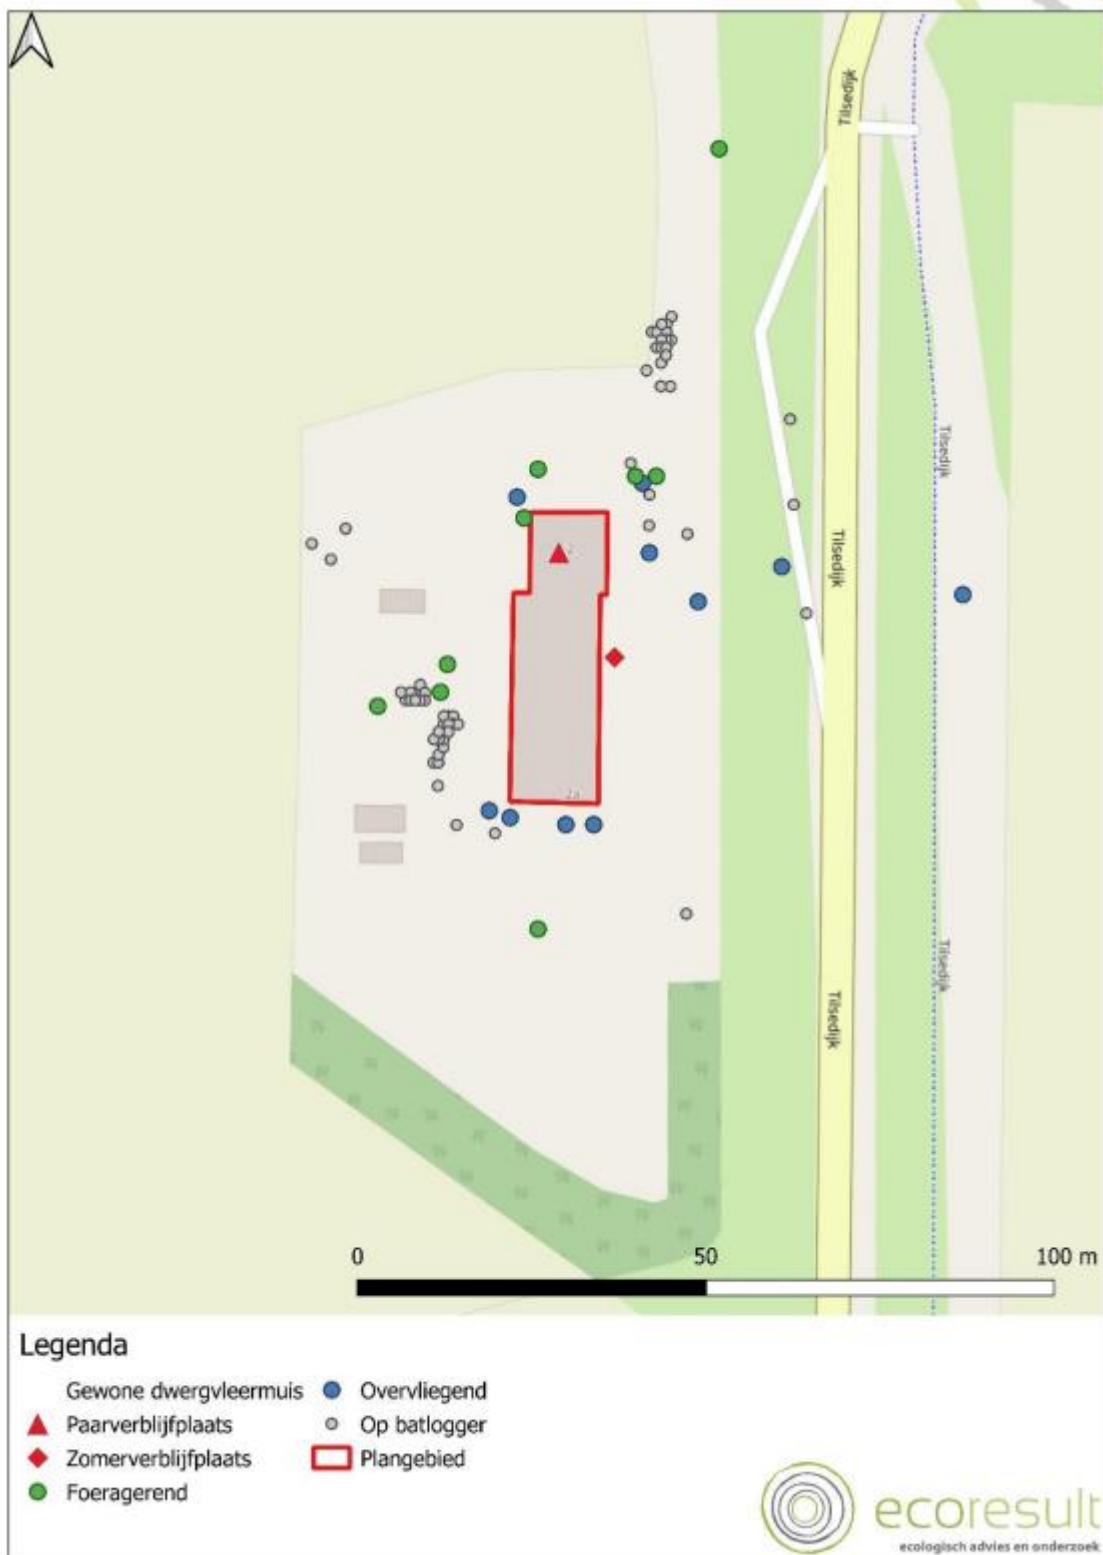 Tilsedijk
Tilsedijk
Tilsedijk
Tilsedijk
Tilsedijk
0 50 100 m
Legenda
Gewone dwergvleermuis
Paarverblijfplaats
Zomerverblijfplaats
Foeragerend
Overvliegend
Op batlogger
Plangebied
ecoresult
ecologisch advies en onderzoek